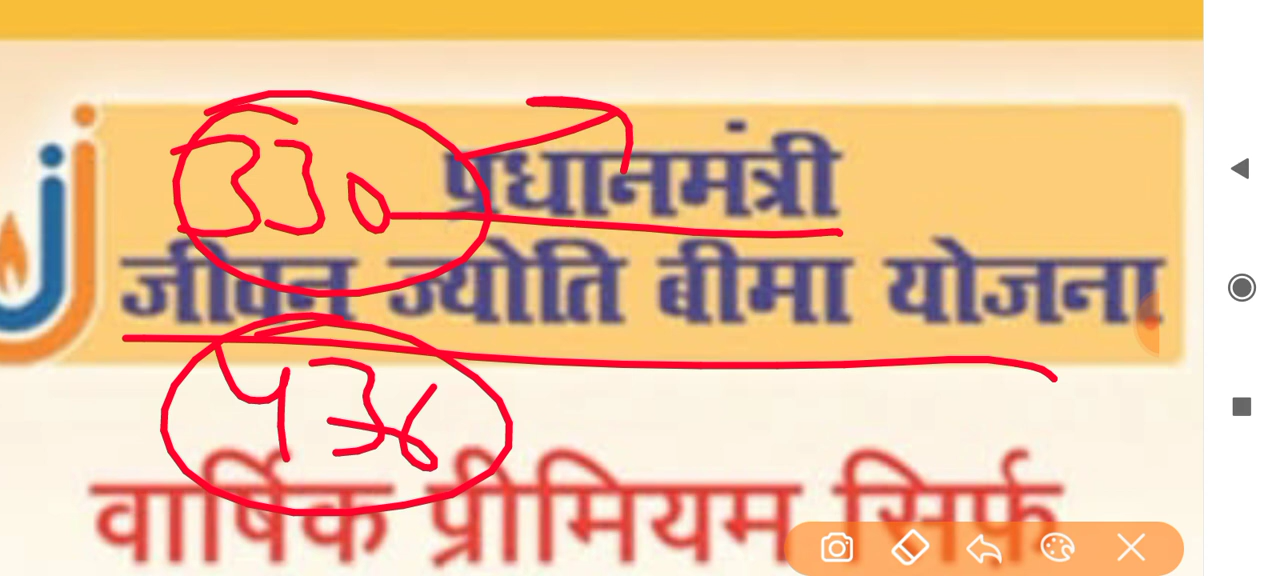 330
प्रधानमंत्री
जीवन ज्योति बीमा योजना
436
वार्षिक प्रीमियम सिर्फ